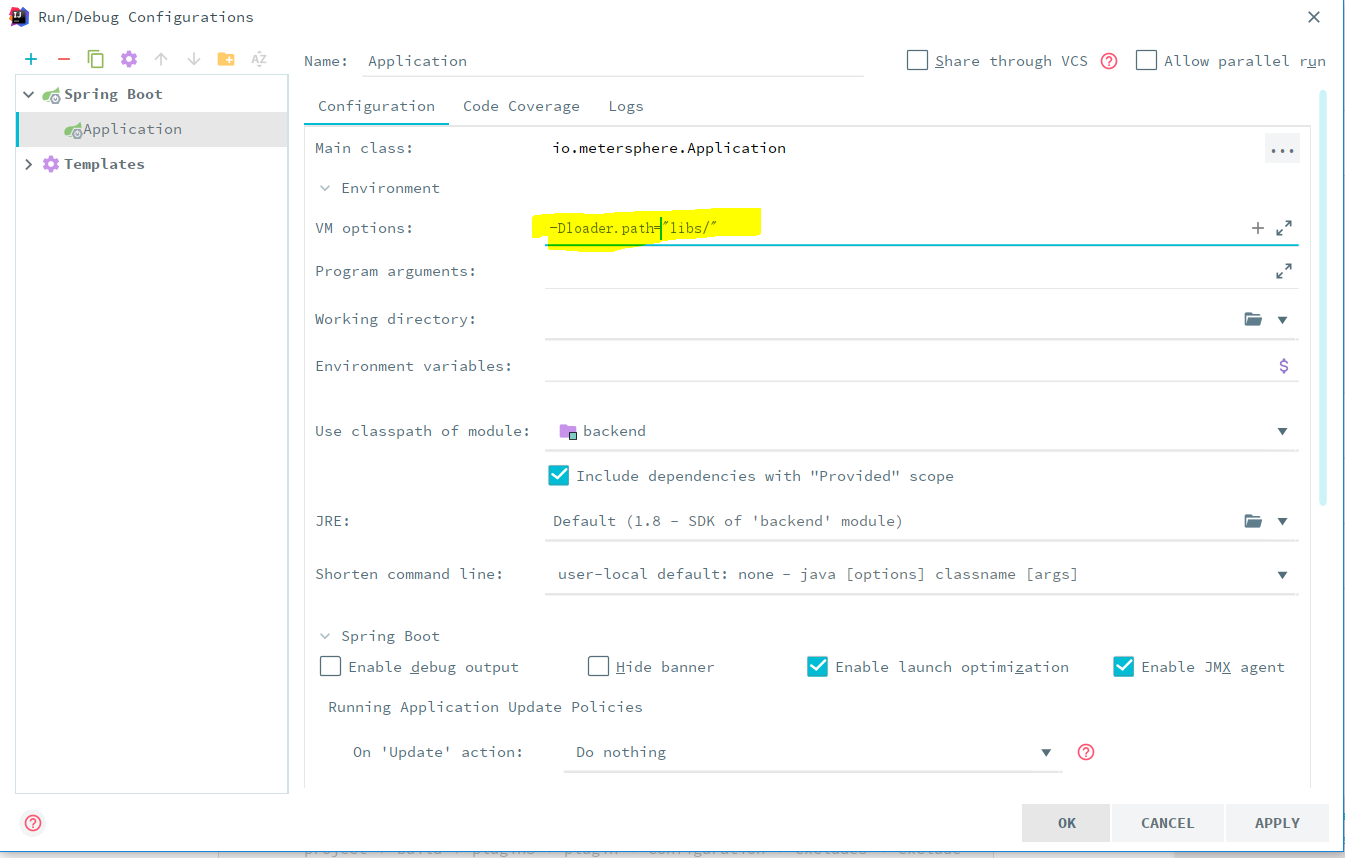 Run/Debug Configurations
Name: Application
Share through VCS
Allow parallel run
Spring Boot
Application
Templates
Configuration Code Coverage Logs
Main class: io.metersphere.Application
Environment
VM options: -Dloader.path="libs/"
Program arguments:
Working directory:
Environment variables:
Use classpath of module: backend
Include dependencies with "Provided" scope
JRE: Default (1.8 - SDK of 'backend' module)
Shorten command line: user-local default: none - java [options] classname [args]
Spring Boot
Enable debug output Hide banner Enable launch optimization Enable JMX agent
Running Application Update Policies
On 'Update' action: Do nothing
OK CANCEL APPLY